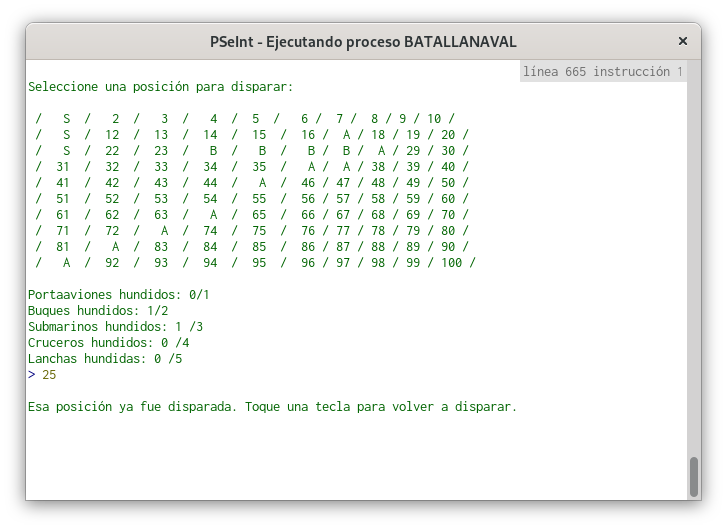 PSeInt - Ejecutando proceso BATALLANAVAL ×
línea 665 instrucción 1
Seleccione una posición para disparar:
/ S / 2 / 3 / 4 / 5 / 6 / 7 / 8 / 9 / 10 /
/ S / 12 / 13 / 14 / 15 / 16 / A / 18 / 19 / 20 /
/ S / 22 / 23 / B / B / B / B / A / 29 / 30 /
/ 31 / 32 / 33 / 34 / 35 / A / A / 38 / 39 / 40 /
/ 41 / 42 / 43 / 44 / A / 46 / 47 / 48 / 49 / 50 /
/ 51 / 52 / 53 / 54 / 55 / 56 / 57 / 58 / 59 / 60 /
/ 61 / 62 / 63 / A / 65 / 66 / 67 / 68 / 69 / 70 /
/ 71 / 72 / A / 74 / 75 / 76 / 77 / 78 / 79 / 80 /
/ 81 / A / 83 / 84 / 85 / 86 / 87 / 88 / 89 / 90 /
/ A / 92 / 93 / 94 / 95 / 96 / 97 / 98 / 99 / 100 /
Portaaviones hundidos: 0/1
Buques hundidos: 1/2
Submarinos hundidos: 1 /3
Cruceros hundidos: 0 /4
Lanchas hundidas: 0 /5
> 25
Esa posición ya fue disparada. Toque una tecla para volver a disparar.